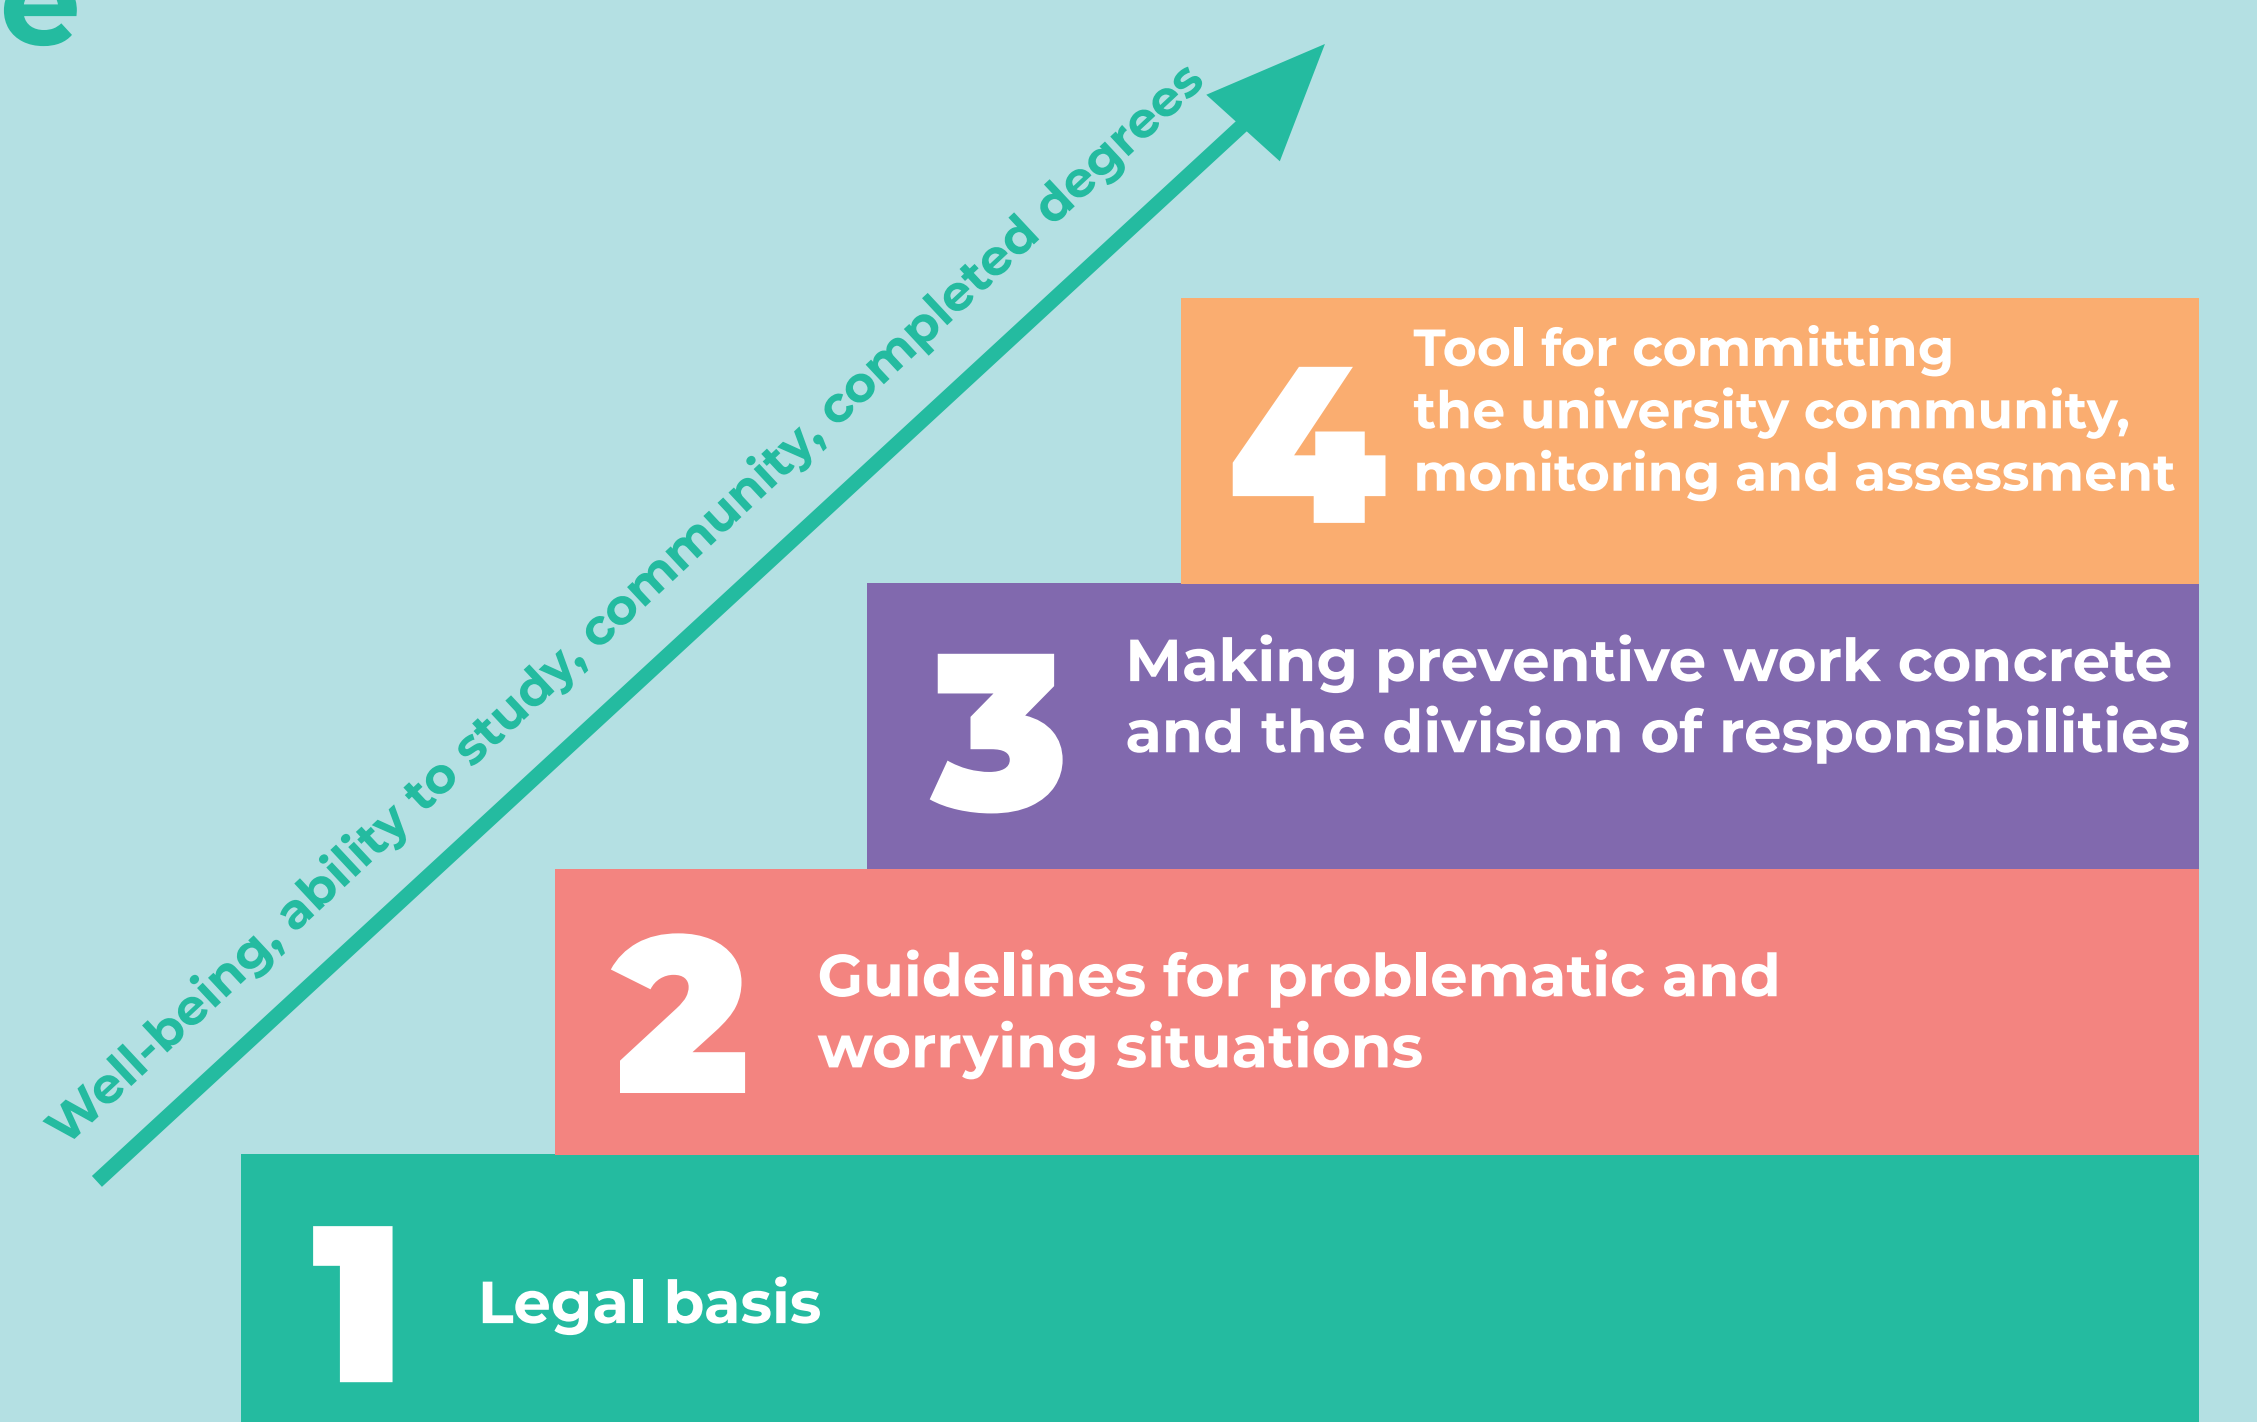 e
Well-being, ability to study, community, completed degrees
4
Tool for committing
the university community,
monitoring and assessment
3
Making preventive work concrete
and the division of responsibilities
2
Guidelines for problematic and
worrying situations
1
Legal basis